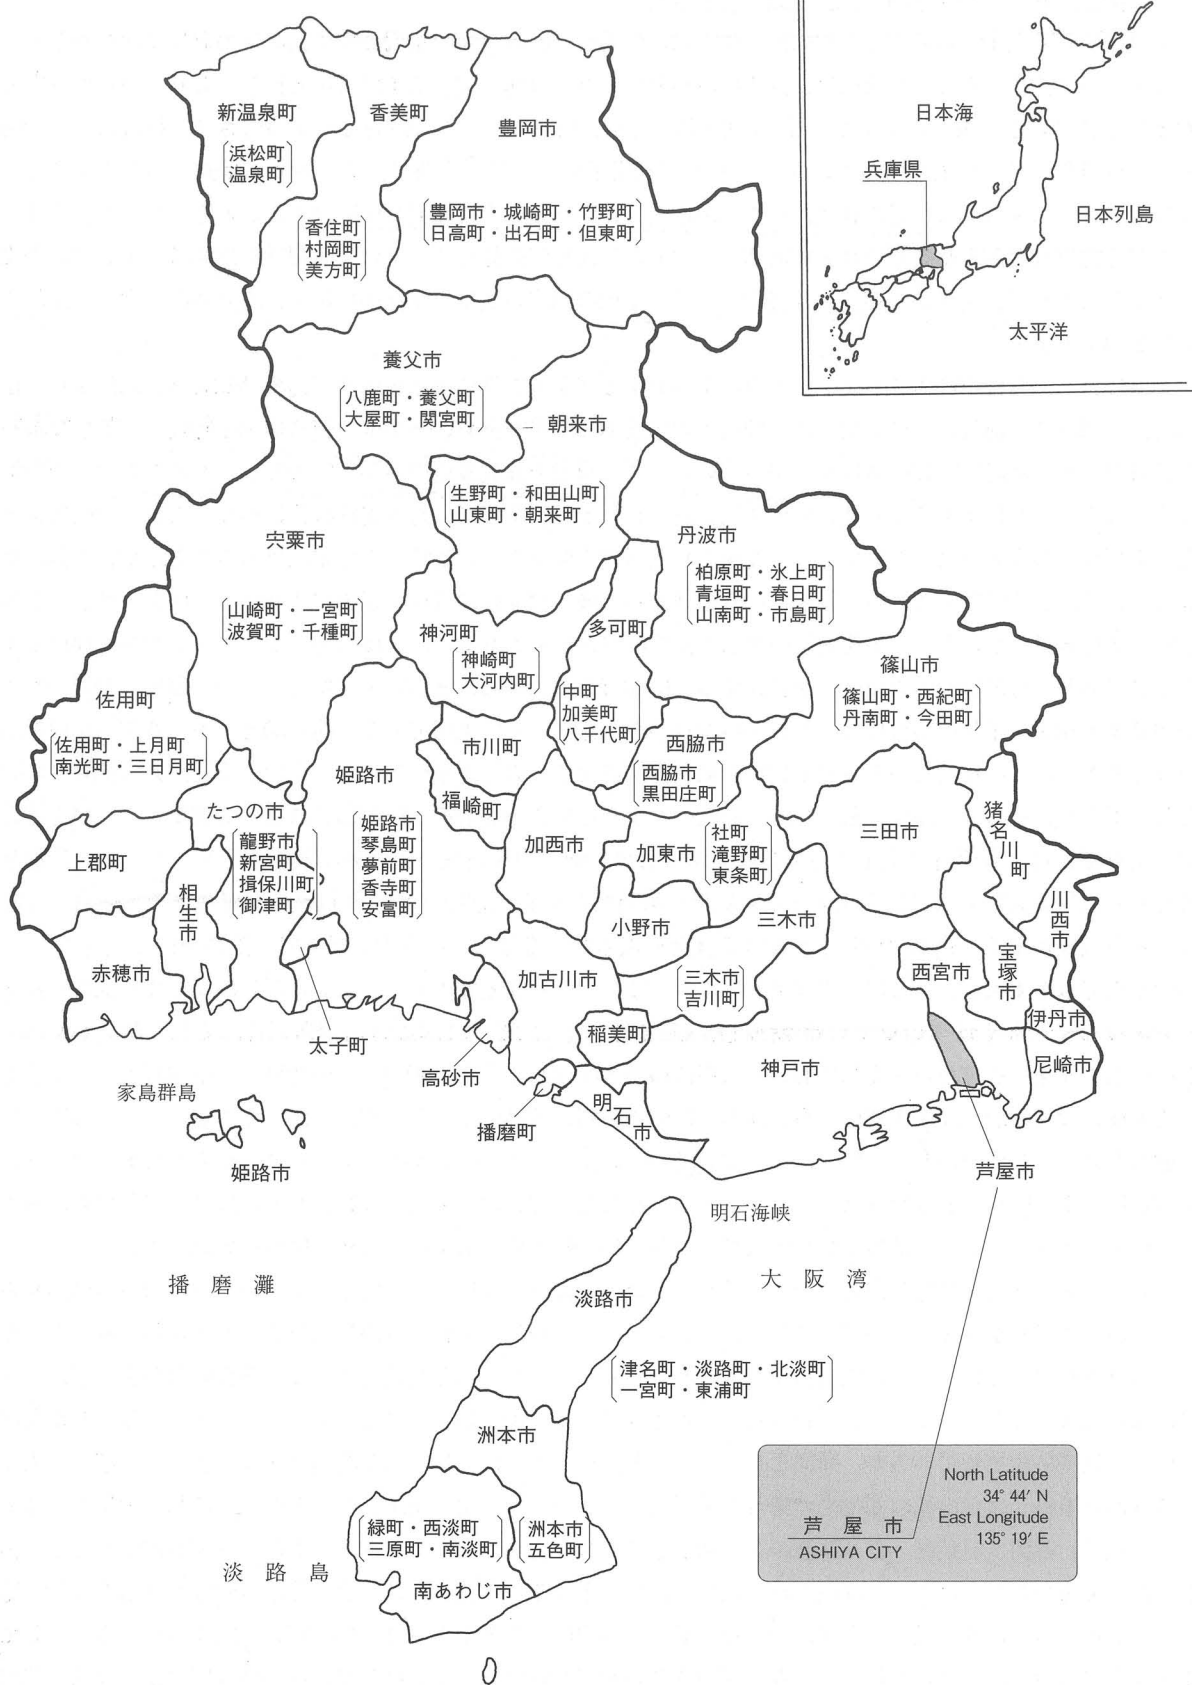 日本海
兵庫県
日本列島
太平洋
新温泉町
浜松町
温泉町
香美町
香住町
村岡町
美方町
豊岡市
豊岡市・城崎町・竹野町
日高町・出石町・但東町
養父市
八鹿町・養父町
大屋町・関宮町
朝来市
生野町・和田山町
山東町・朝来町
宍粟市
山崎町・一宮町
波賀町・千種町
丹波市
柏原町・氷上町
青垣町・春日町
山南町・市島町
神河町
神崎町
大河内町
多可町
中町
加美町
八千代町
篠山市
篠山町・西紀町
丹南町・今田町
佐用町
佐用町・上月町
南光町・三日月町
市川町
西脇市
西脇市
黒田庄町
姫路市
姫路市
琴島町
夢前町
香寺町
安富町
福崎町
たつの市
龍野市
新宮町
揖保川町
御津町
上郡町
相生市
赤穂市
加西市
加東市
社町
滝野町
東条町
三田市
猪名川町
川西市
小野市
三木市
三木市
吉川町
西宮市
宝塚市
伊丹市
尼崎市
加古川市
稲美町
太子町
高砂市
播磨町
明石市
神戸市
芦屋市
家島群島
姫路市
明石海峡
播磨灘
大阪湾
淡路市
津名町・淡路町・北淡町
一宮町・東浦町
洲本市
洲本市
五色町
緑町・西淡町
三原町・南淡町
南あわじ市
淡路島
芦屋市
ASHIYA CITY
North Latitude
34° 44′ N
East Longitude
135° 19′ E